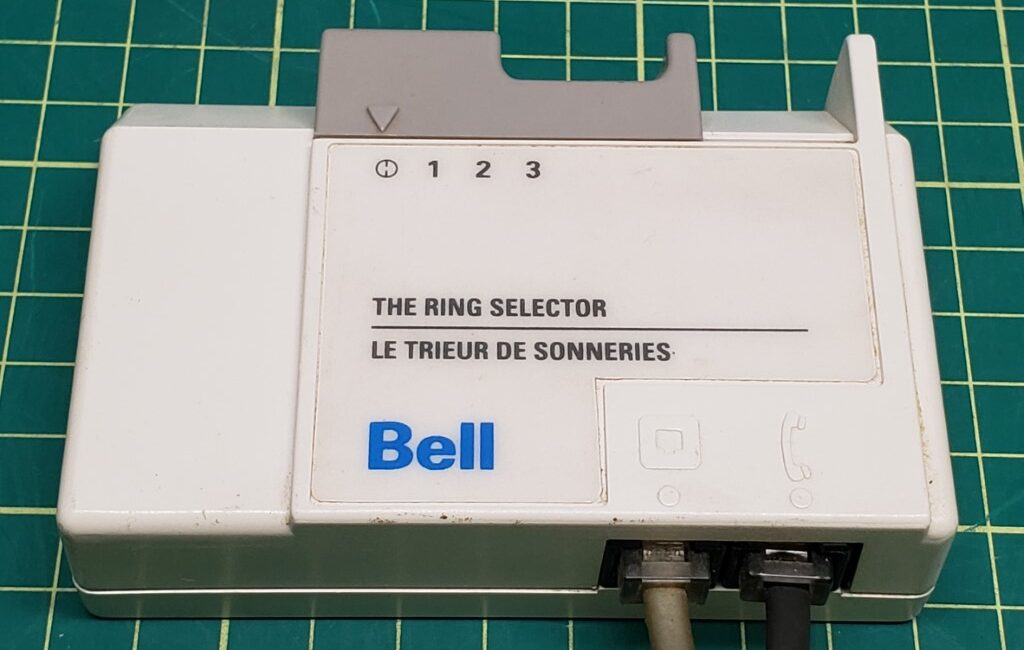 1 2 3
THE RING SELECTOR
LE TRIEUR DE SONNERIES
Bell